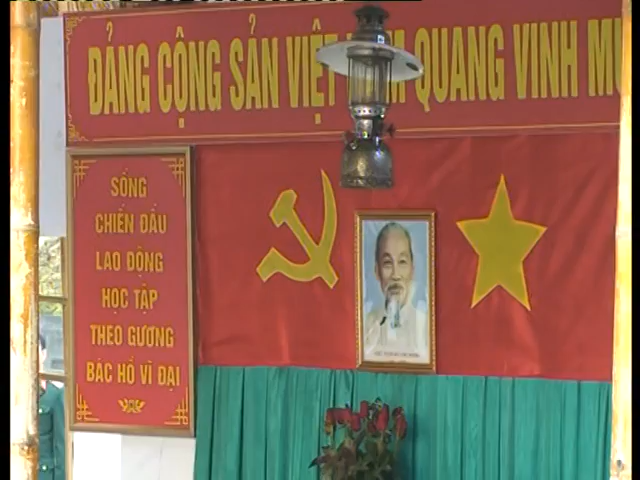 ĐẢNG CỘNG SẢN VIỆT QUANG VINH
SỐNG
CHIẾN ĐẤU
LAO ĐỘNG
HỌC TẬP
THEO GƯƠNG
BÁC HỒ VĨ ĐẠI